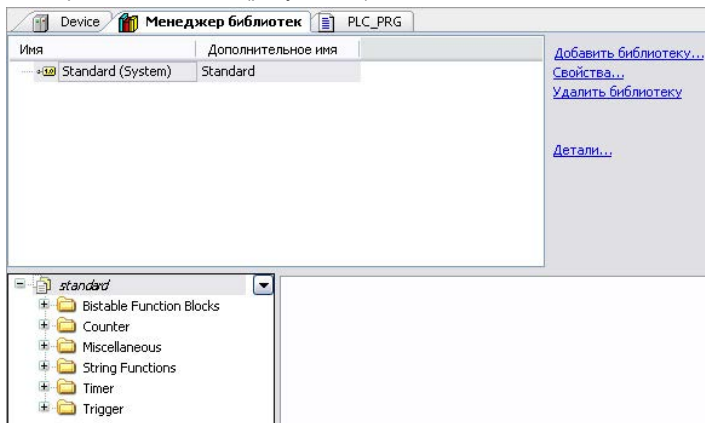 Device Менеджер библиотек PLC_PRG
Имя Дополнительное имя
Standard (System) Standard
Добавить библиотеку...
Свойства...
Удалить библиотеку
Детали...
standard
Bistable Function Blocks
Counter
Miscellaneous
String Functions
Timer
Trigger